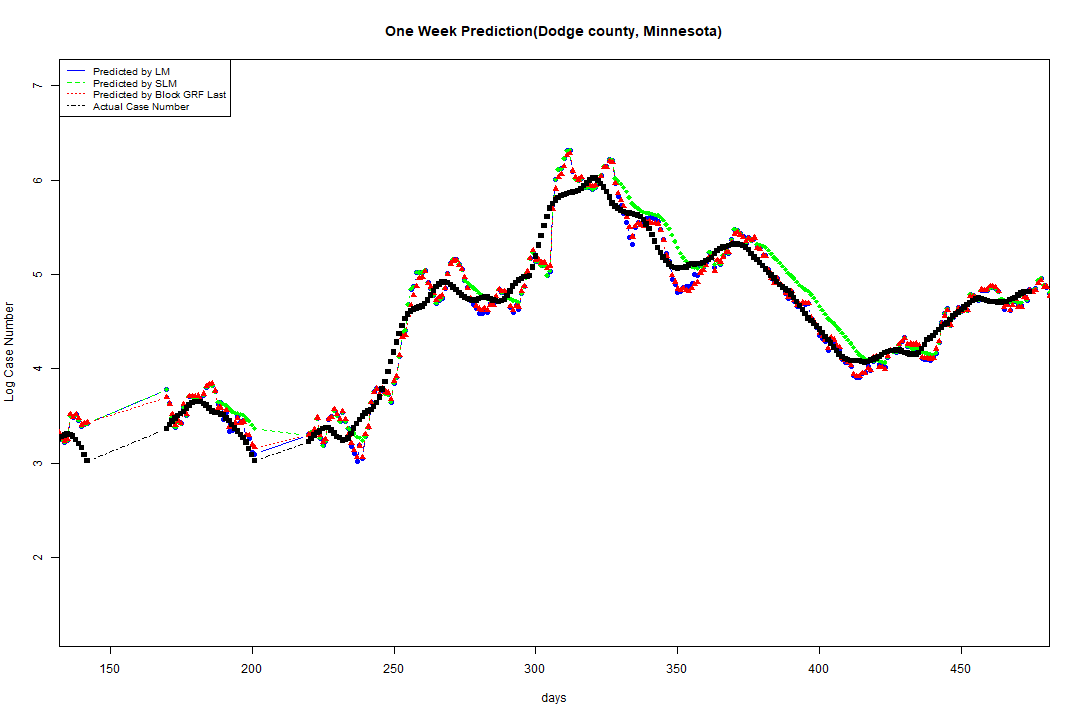 One Week Prediction(Dodge county, Minnesota)
Predicted by LM
Predicted by SLM
Predicted by Block GRF Last
Actual Case Number
7
6
5
4
3
2
Log Case Number
150 200 250 300 350 400 450
days